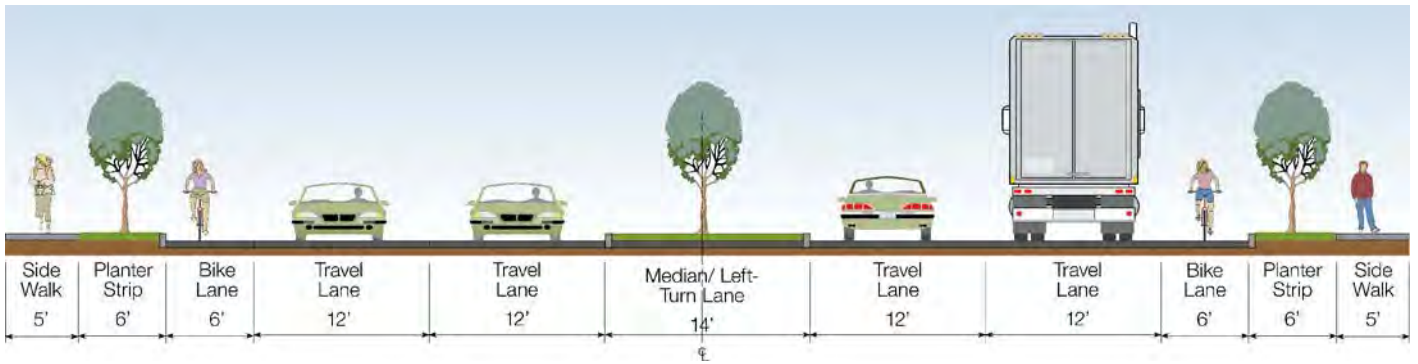 Side
Walk
5'
Planter
Strip
6'
Bike
Lane
6'
Travel
Lane
12'
Travel
Lane
12'
Median/ Left-
Turn Lane
14'
Travel
Lane
12'
Travel
Lane
12'
Bike
Lane
6'
Planter
Strip
6'
Side
Walk
5'
℄